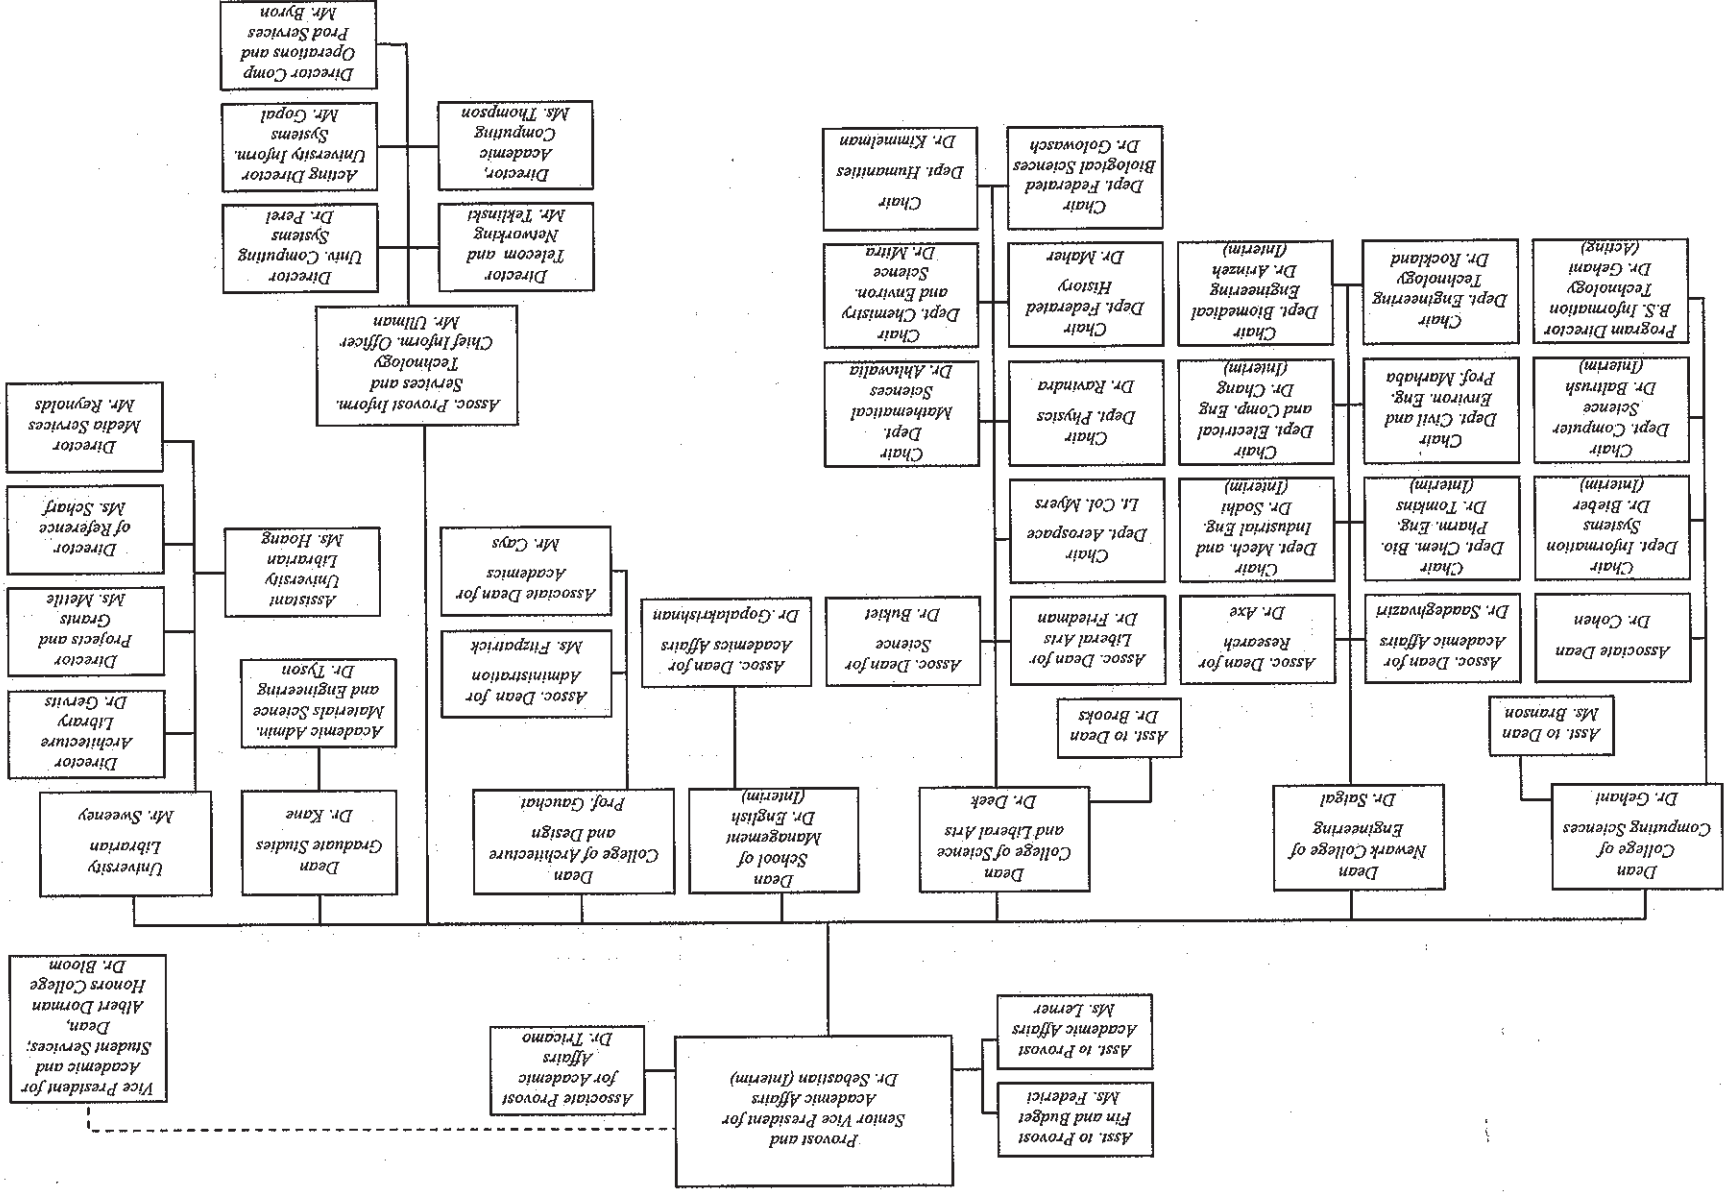 Asst. to Provost
Fin and Budget
Ms. Federici
Asst. to Provost
Academic Affairs
Ms. Lerner
Provost and
Senior Vice President for
Academic Affairs
Dr. Sebastian (Interim)
Associate Provost
for Academic
Affairs
Dr. Tricamo
Vice President for
Academic and
Student Services;
Dean,
Albert Dorman
Honors College
Dr. Bloom
Dean
College of
Computing Sciences
Dr. Gehani
Asst. to Dean
Ms. Branson
Associate Dean
Dr. Cohen
Chair
Dept. Information
Systems
Dr. Bieber
(Interim)
Chair
Dept. Computer
Science
Dr. Baltrush
(Interim)
Program Director
B.S. Information
Technology
Dr. Gehani
(Acting)
Dean
Newark College of
Engineering
Dr. Saigal
Assoc. Dean for
Academic Affairs
Dr. Saadeghvaziri
Assoc. Dean for
Research
Dr. Axe
Chair
Dept. Chem. Bio.
Pharm. Eng.
Dr. Tomkins
(Interim)
Chair
Dept. Mech. and
Industrial Eng.
Dr. Sodhi
(Interim)
Chair
Dept. Civil and
Environ. Eng.
Prof. Marhaba
Chair
Dept. Electrical
and Comp. Eng.
Dr. Chang
(Interim)
Chair
Dept. Engineering
Technology
Dr. Rockland
Chair
Dept. Biomedical
Engineering
Dr. Arinzeh
(Interim)
Dean
College of Science
and Liberal Arts
Dr. Deek
Asst. to Dean
Dr. Brooks
Assoc. Dean for
Liberal Arts
Dr. Friedman
Assoc. Dean for
Science
Dr. Bukiet
Chair
Dept. Aerospace
Lt. Col. Myers
Chair
Dept. Physics
Dr. Ravindra
Chair
Dept.
Mathematical
Sciences
Dr. Ahluwalia
Chair
Dept. Federated
History
Dr. Maher
Chair
Dept. Chemistry
and Environ.
Science
Dr. Mitra
Chair
Dept. Federated
Biological Sciences
Dr. Golowasch
Chair
Dept. Humanities
Dr. Kimmelman
Dean
School of
Management
Dr. English
(Interim)
Assoc. Dean for
Academics Affairs
Dr Gopalakrishnan
Dean
College of Architecture
and Design
Prof. Gauchat
Assoc. Dean for
Administration
Ms. Fitzpatrick
Associate Dean for
Academics
Mr. Cays
Assoc. Provost Inform.
Services and
Technology
Chief Inform. Officer
Mr. Ullman
Director
Telecom and
Networking
Mr. Teklinski
Director
Univ. Computing
Systems
Dr. Perel
Director,
Academic
Computing
Ms. Thompson
Acting Director
University Inform.
Systems
Mr. Gopal
Director Comp
Operations and
Prod Services
Mr. Byron
Dean
Graduate Studies
Dr. Kane
Academic Admin.
Materials Science
and Engineering
Dr. Tyson
University
Librarian
Mr. Sweeney
Director
Architecture
Library
Dr. Gervits
Director
Projects and
Grants
Ms. Melile
Assistant
University
Librarian
Ms. Hoang
Director
of Reference
Ms. Scharf
Director
Media Services
Mr. Reynolds